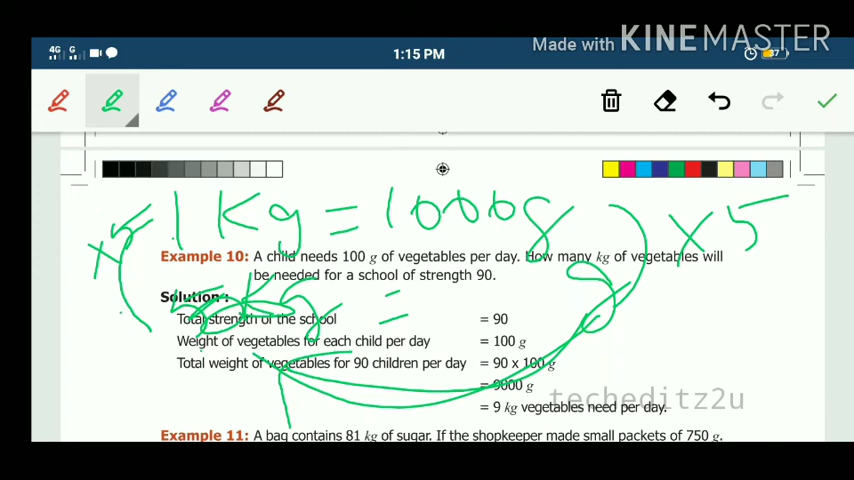 4G G 1:15 PM 37
Made with KINEMASTER
1 Kg = 1000g
×5 ×5
Example 10: A child needs 100 g of vegetables per day. How many kg of vegetables will
be needed for a school of strength 90.
5 Kg =
Solution :
Total strength of the school = 90
Weight of vegetables for each child per day = 100 g
Total weight of vegetables for 90 children per day = 90 x 100 g
= 9000 g
techeditz2u
= 9 kg vegetables need per day.
Example 11: A bag contains 81 kg of sugar. If the shopkeeper made small packets of 750 g.